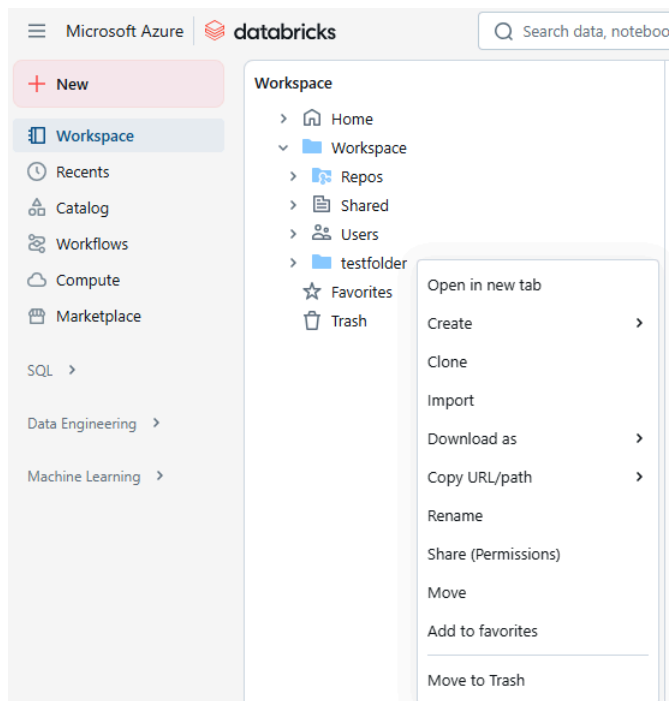 Microsoft Azure databricks Search data, noteboo
New
Workspace
Recents
Catalog
Workflows
Compute
Marketplace
SQL
Data Engineering
Machine Learning
Workspace
Home
Workspace
Repos
Shared
Users
testfolder
Favorites
Trash
Open in new tab
Create
Clone
Import
Download as
Copy URL/path
Rename
Share (Permissions)
Move
Add to favorites
Move to Trash